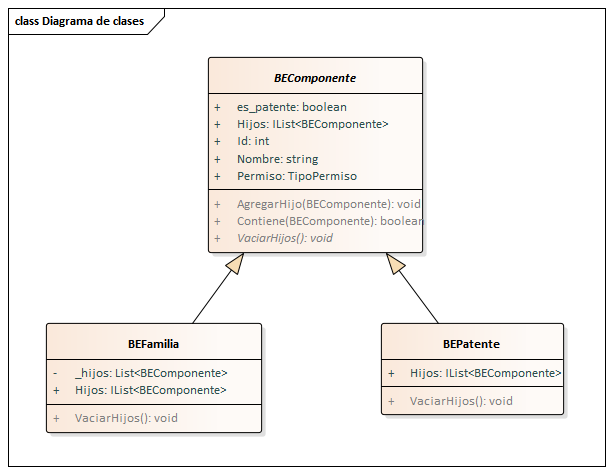 class Diagrama de clases
BEComponente
+ es_patente: boolean
+ Hijos: IList<BEComponente>
+ Id: int
+ Nombre: string
+ Permiso: TipoPermiso
+ AgregarHijo(BEComponente): void
+ Contiene(BEComponente): boolean
+ VaciarHijos(): void
BEFamilia
- _hijos: List<BEComponente>
+ Hijos: IList<BEComponente>
+ VaciarHijos(): void
BEPatente
+ Hijos: IList<BEComponente>
+ VaciarHijos(): void